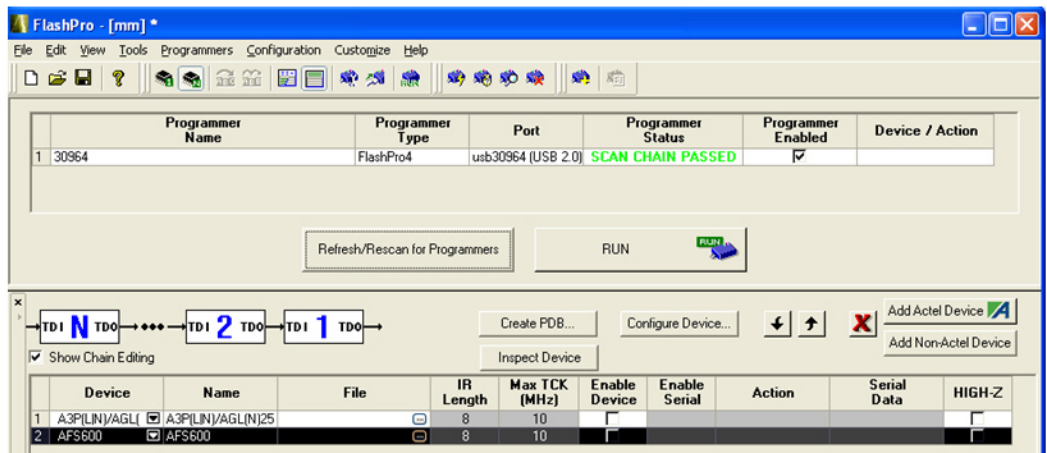 FlashPro - [mm] *
File Edit View Tools Programmers Configuration Customize Help
RUN
Programmer Name Programmer Type Port Programmer Status Programmer Enabled Device / Action
1 30964 FlashPro4 usb30964 (USB 2.0) SCAN CHAIN PASSED
Refresh/Rescan for Programmers RUN RUN
TDI N TDO TDI 2 TDO TDI 1 TDO
Create PDB... Configure Device... Add Actel Device
Add Non-Actel Device
Show Chain Editing Inspect Device
Device Name File IR Length Max TCK (MHz) Enable Device Enable Serial Action Serial Data HIGH-Z
1 A3P(L|N)/AGL( A3P(L|N)/AGL(N)25 8 10
2 AFS600 AFS600 8 10